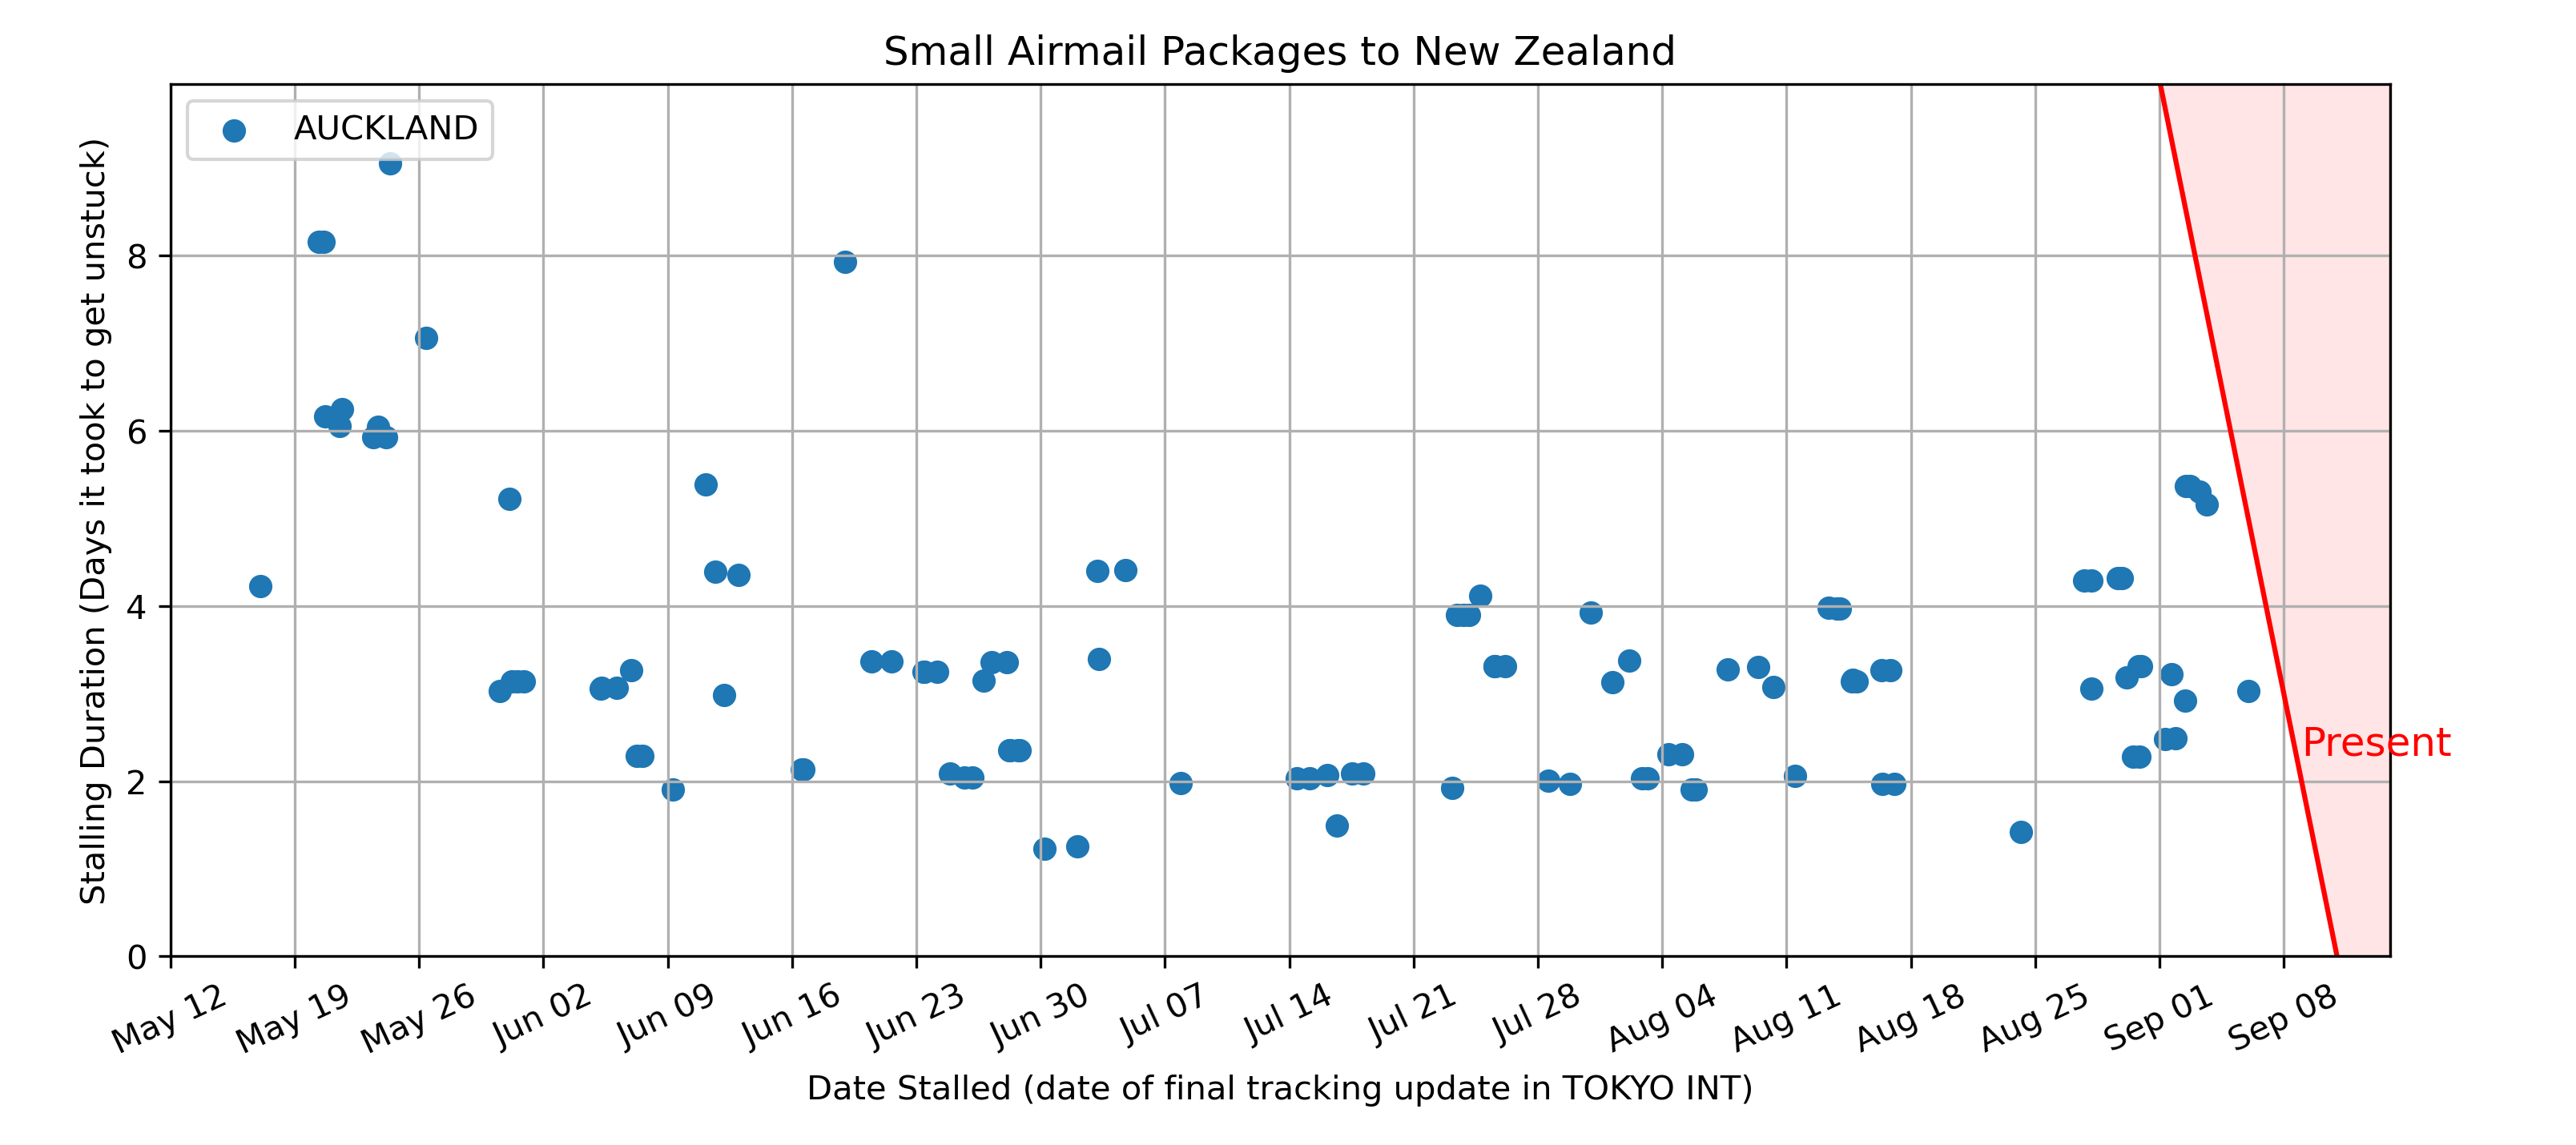 Small Airmail Packages to New Zealand
AUCKLAND
Stalling Duration (Days it took to get unstuck)
8
6
4
2
0
Present
May 12
May 19
May 26
Jun 02
Jun 09
Jun 16
Jun 23
Jun 30
Jul 07
Jul 14
Jul 21
Jul 28
Aug 04
Aug 11
Aug 18
Aug 25
Sep 01
Sep 08
Date Stalled (date of final tracking update in TOKYO INT)